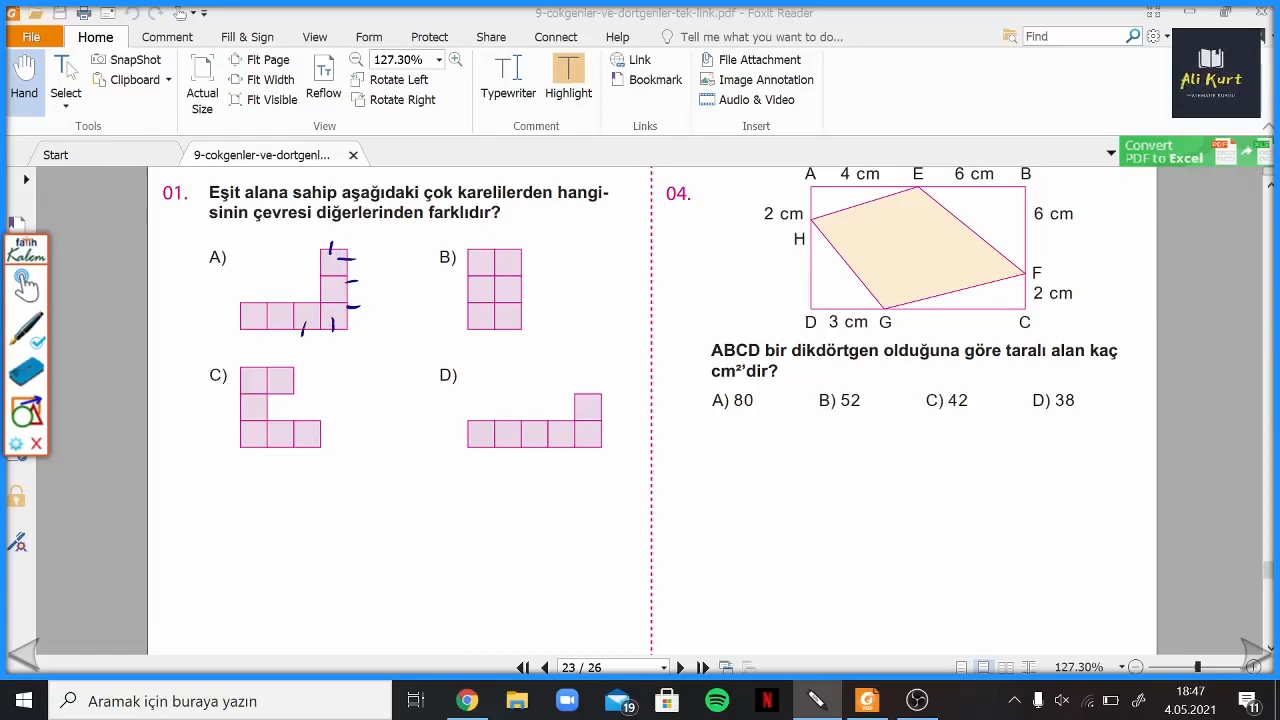 9-cokgenler-ve-dortgenler-tek-link.pdf - Foxit Reader
File Home Comment Fill & Sign View Form Protect Share Connect Help Tell me what you want to do... Find
Hand
Select
SnapShot
Clipboard
Tools
Actual
Size
Fit Page
Fit Width
Fit Visible
Reflow
127.30%
Rotate Left
Rotate Right
View
Typewriter
Highlight
Comment
Link
Bookmark
Links
File Attachment
Image Annotation
Audio & Video
Insert
Ali Kurt
Start
9-cokgenler-ve-dortgenl...
Convert
PDF to Excel
PDF
XLS
fatih
Kalem
01. Eşit alana sahip aşağıdaki çok karelilerden hangi-
sinin çevresi diğerlerinden farklıdır?
A)
B)
C)
D)
04.
A 4 cm E 6 cm B
2 cm
6 cm
H
F
2 cm
D 3 cm G C
ABCD bir dikdörtgen olduğuna göre taralı alan kaç
cm²'dir?
A) 80 B) 52 C) 42 D) 38
23 / 26
127.30%
Aramak için buraya yazın
19
18:47
4.05.2021
11